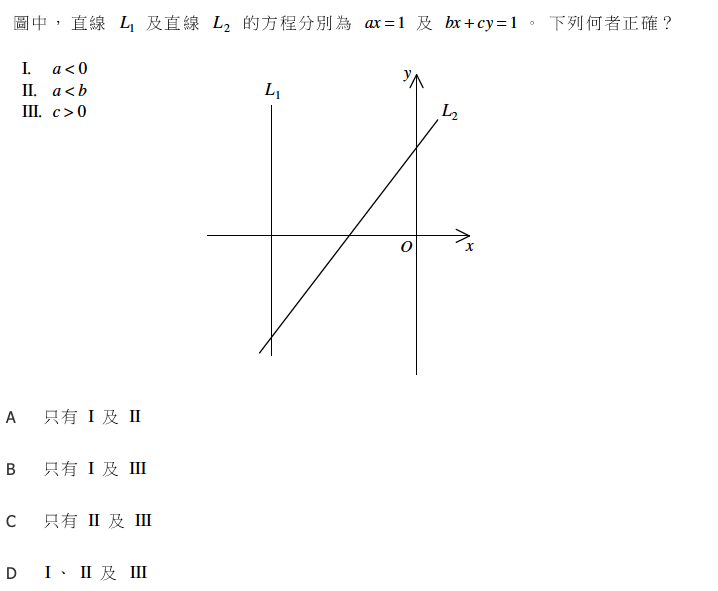 圖中，直線 L₁ 及直線 L₂ 的方程分別為 ax=1 及 bx+cy=1。下列何者正確？
I. a<0
II. a<b
III. c>0
y
L₁
L₂
O
x
A 只有 I 及 II
B 只有 I 及 III
C 只有 II 及 III
D I、II 及 III